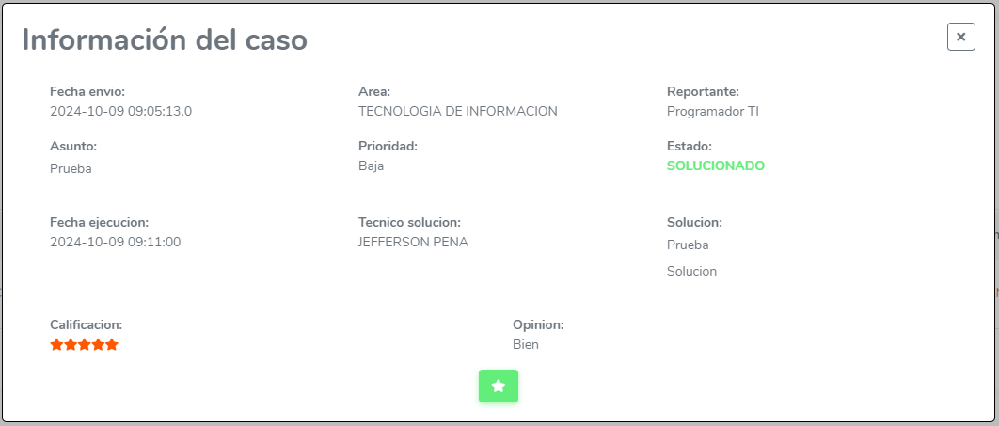 Información del caso
Fecha envio:
2024-10-09 09:05:13.0
Area:
TECNOLOGIA DE INFORMACION
Reportante:
Programador TI
Asunto:
Prueba
Prioridad:
Baja
Estado:
SOLUCIONADO
Fecha ejecucion:
2024-10-09 09:11:00
Tecnico solucion:
JEFFERSON PENA
Solucion:
Prueba
Solucion
Calificacion:
Opinion:
Bien